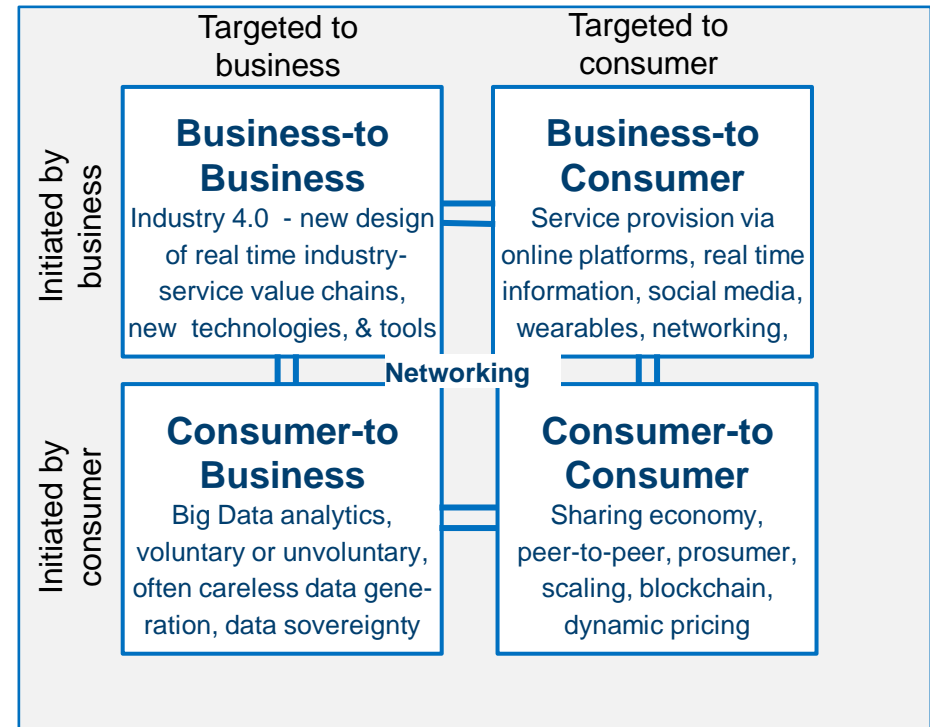 Targeted to
business
Targeted to
consumer
Initiated by
business
Business-to
Business
Industry 4.0 - new design
of real time industry-
service value chains,
new technologies, & tools
Business-to
Consumer
Service provision via
online platforms, real time
information, social media,
wearables, networking,
Networking
Initiated by
consumer
Consumer-to
Business
Big Data analytics,
voluntary or unvoluntary,
often careless data gene-
ration, data sovereignty
Consumer-to
Consumer
Sharing economy,
peer-to-peer, prosumer,
scaling, blockchain,
dynamic pricing